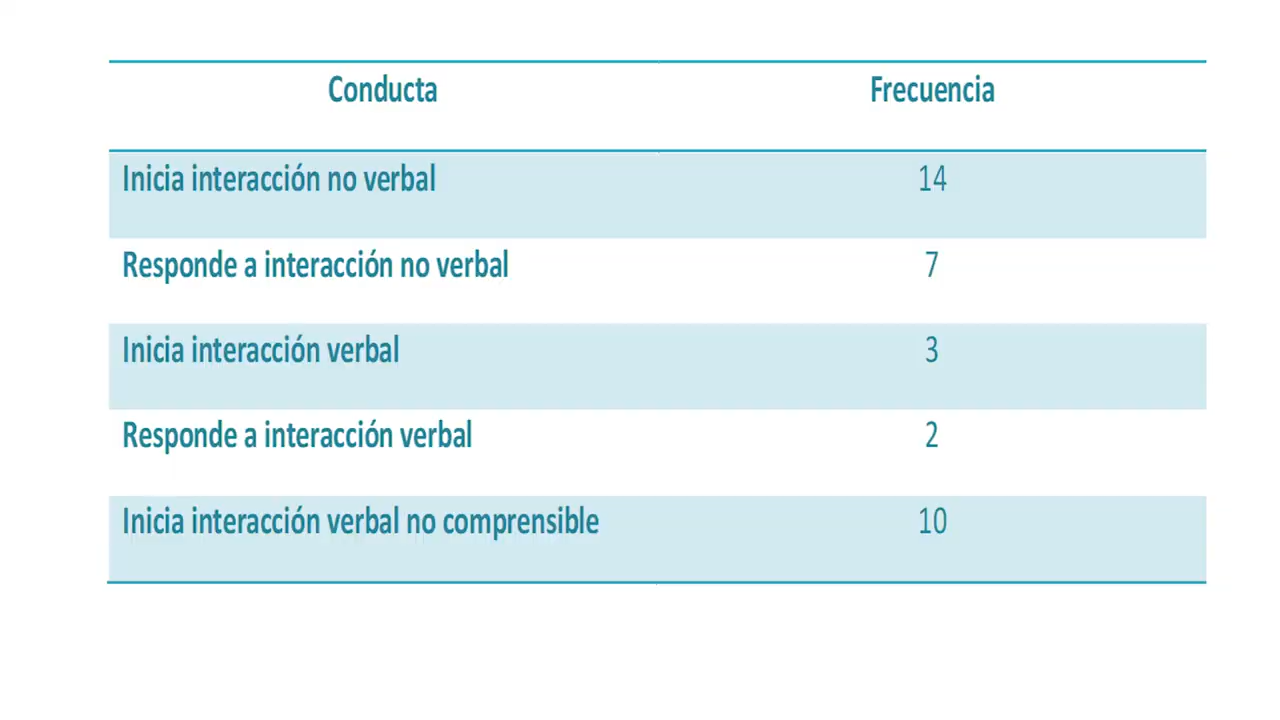 Conducta Frecuencia
Inicia interacción no verbal 14
Responde a interacción no verbal 7
Inicia interacción verbal 3
Responde a interacción verbal 2
Inicia interacción verbal no comprensible 10